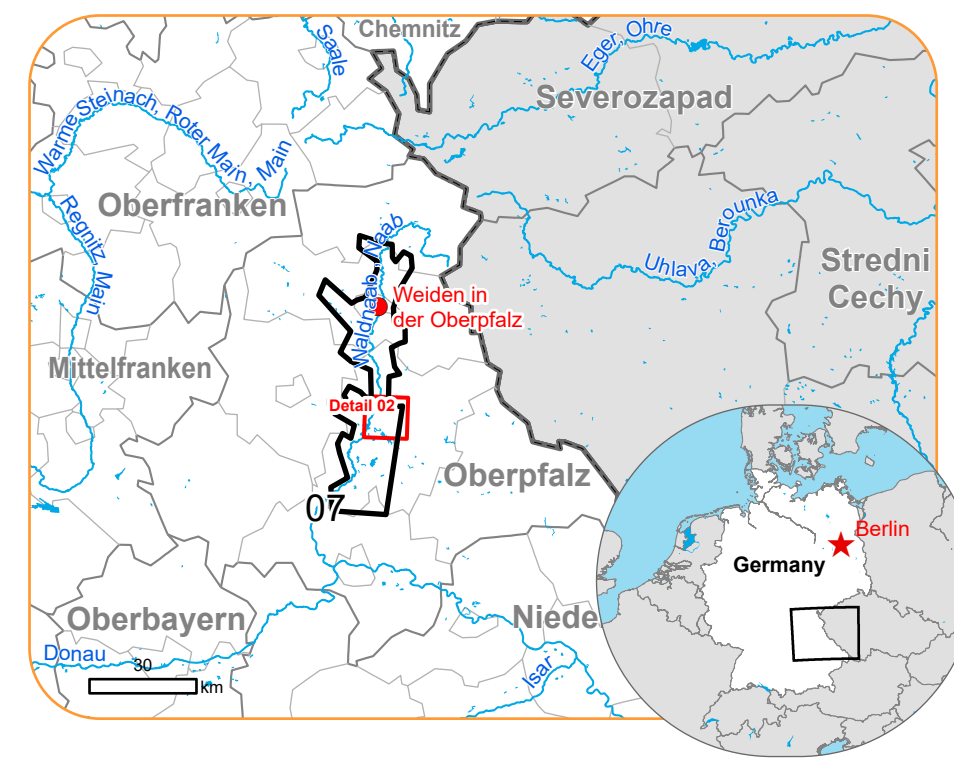 Chemnitz
Saale
Eger, Ohre
Severozapad
Warme Steinach, Roter Main, Main
Oberfranken
Regnitz, Main
Uhlava, Berounka
Stredni
Cechy
Waldnaab, Naab
Weiden in
der Oberpfalz
Mittelfranken
Detail 02
Oberpfalz
07
Berlin
Germany
Oberbayern
Niede
Donau
30
km
Isar